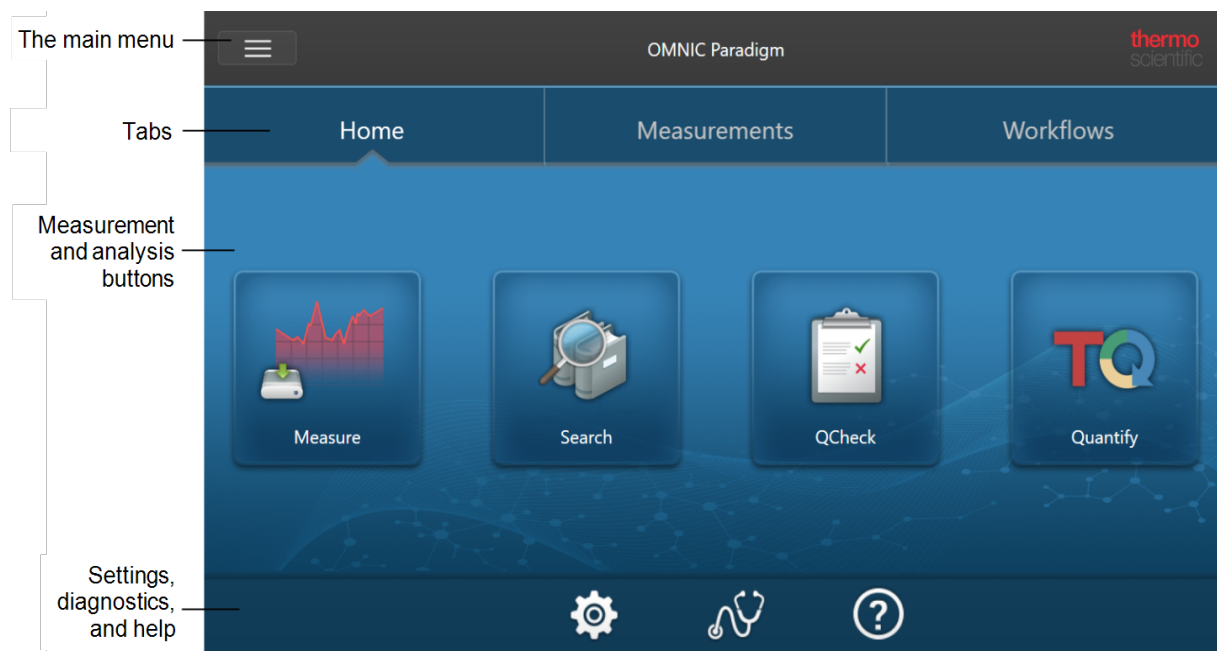 The main menu
OMNIC Paradigm
thermo
scientific
Tabs
Home
Measurements
Workflows
Measurement
and analysis
buttons
Measure
Search
QCheck
TQ
Quantify
Settings,
diagnostics,
and help
?